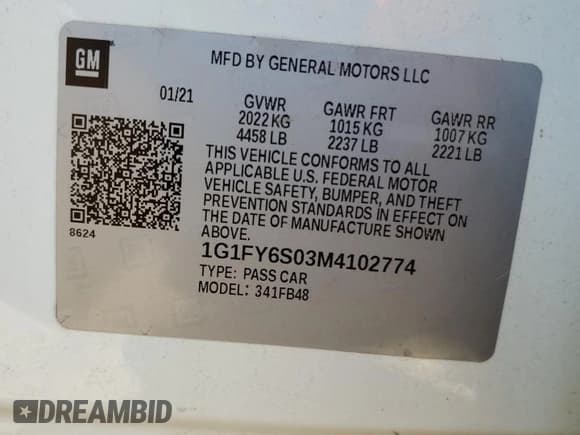 GM
MFD BY GENERAL MOTORS LLC
01/21
GVWR GAWR FRT GAWR RR
2022 KG 1015 KG 1007 KG
4458 LB 2237 LB 2221 LB
THIS VEHICLE CONFORMS TO ALL
APPLICABLE U.S. FEDERAL MOTOR
VEHICLE SAFETY, BUMPER, AND THEFT
PREVENTION STANDARDS IN EFFECT ON
THE DATE OF MANUFACTURE SHOWN
ABOVE.
8624
1G1FY6S03M4102774
TYPE: PASS CAR
MODEL: 341FB48
DREAMBID